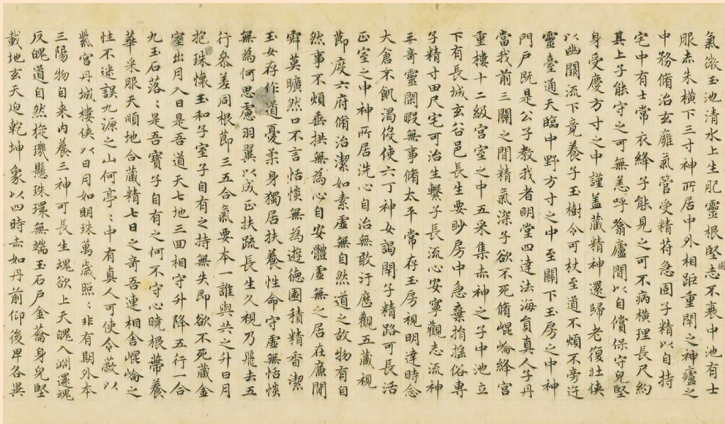 氣微玉池清水上生肥靈根堅志不衰中池有士
服赤朱橫下三寸神所居中外相距重閇之神廬之
中務脩治玄廱氣管受精苻急固子精以自持
宅中有士常衣絳子能見之可不病橫理長尺約
其上子能守之可無恙呼翕廬間以自償保守皃堅
身受慶方寸之中謹蓋藏精神還歸老復壯俠
以幽闕流下竟養子玉樹令可杖至道不煩不旁迕
靈臺通天臨中野方寸之中至關下玉房之中神
門戶既是公子教我者明堂四達法海負真人子丹
當我前三關之間精氣深子欲不死脩崐崘絳宮
重樓十二級宮室之中五米集赤神之子中池立
下有長城玄谷邑長生要眇房中急棄捐搖俗專
子精寸田尺宅可治生繫子長流心安寧觀志流神
三奇靈閑暇無事脩太平常存玉房視明達時念
大倉不飢渴伇使六丁神女謁閇子精路可長活
正室之中神所居洗心自治無敢汙歷觀五藏視
節度六府脩治潔如素虛無自然道之故物有自
然事不煩垂拱無為心自安體虛無之居在廉間
寂莫曠然口不言恬惔無為遊德園積精香潔
玉女存作道憂柔身獨居扶養性命守虛無恬惔
無為何思慮羽翼以成正扶疏長生久視乃飛去五
行參差同根節三五合氣要本一誰與共之升日月
抱珠懷玉和子室子自有之持無失即欲不死藏金
室出月入日是吾道天七地三回相守升降五行一合
九玉石落々是吾寶子自有之何不守心曉根蔕養
華采服天順地合藏精七日之奇吾連相舍崐崘之
性不迷誤九源之山何亭々中有真人可使令蔽以
紫宮丹城樓俠以日月如明珠萬歲照々非有期外本
三陽物自来內養三神可長生魂欲上天魄入渊還魂
反魄道自然璣懸珠環無端玉石戶金蘥身皃堅
載地玄天迫乾坤象以四時赤如丹前仰後卑各異